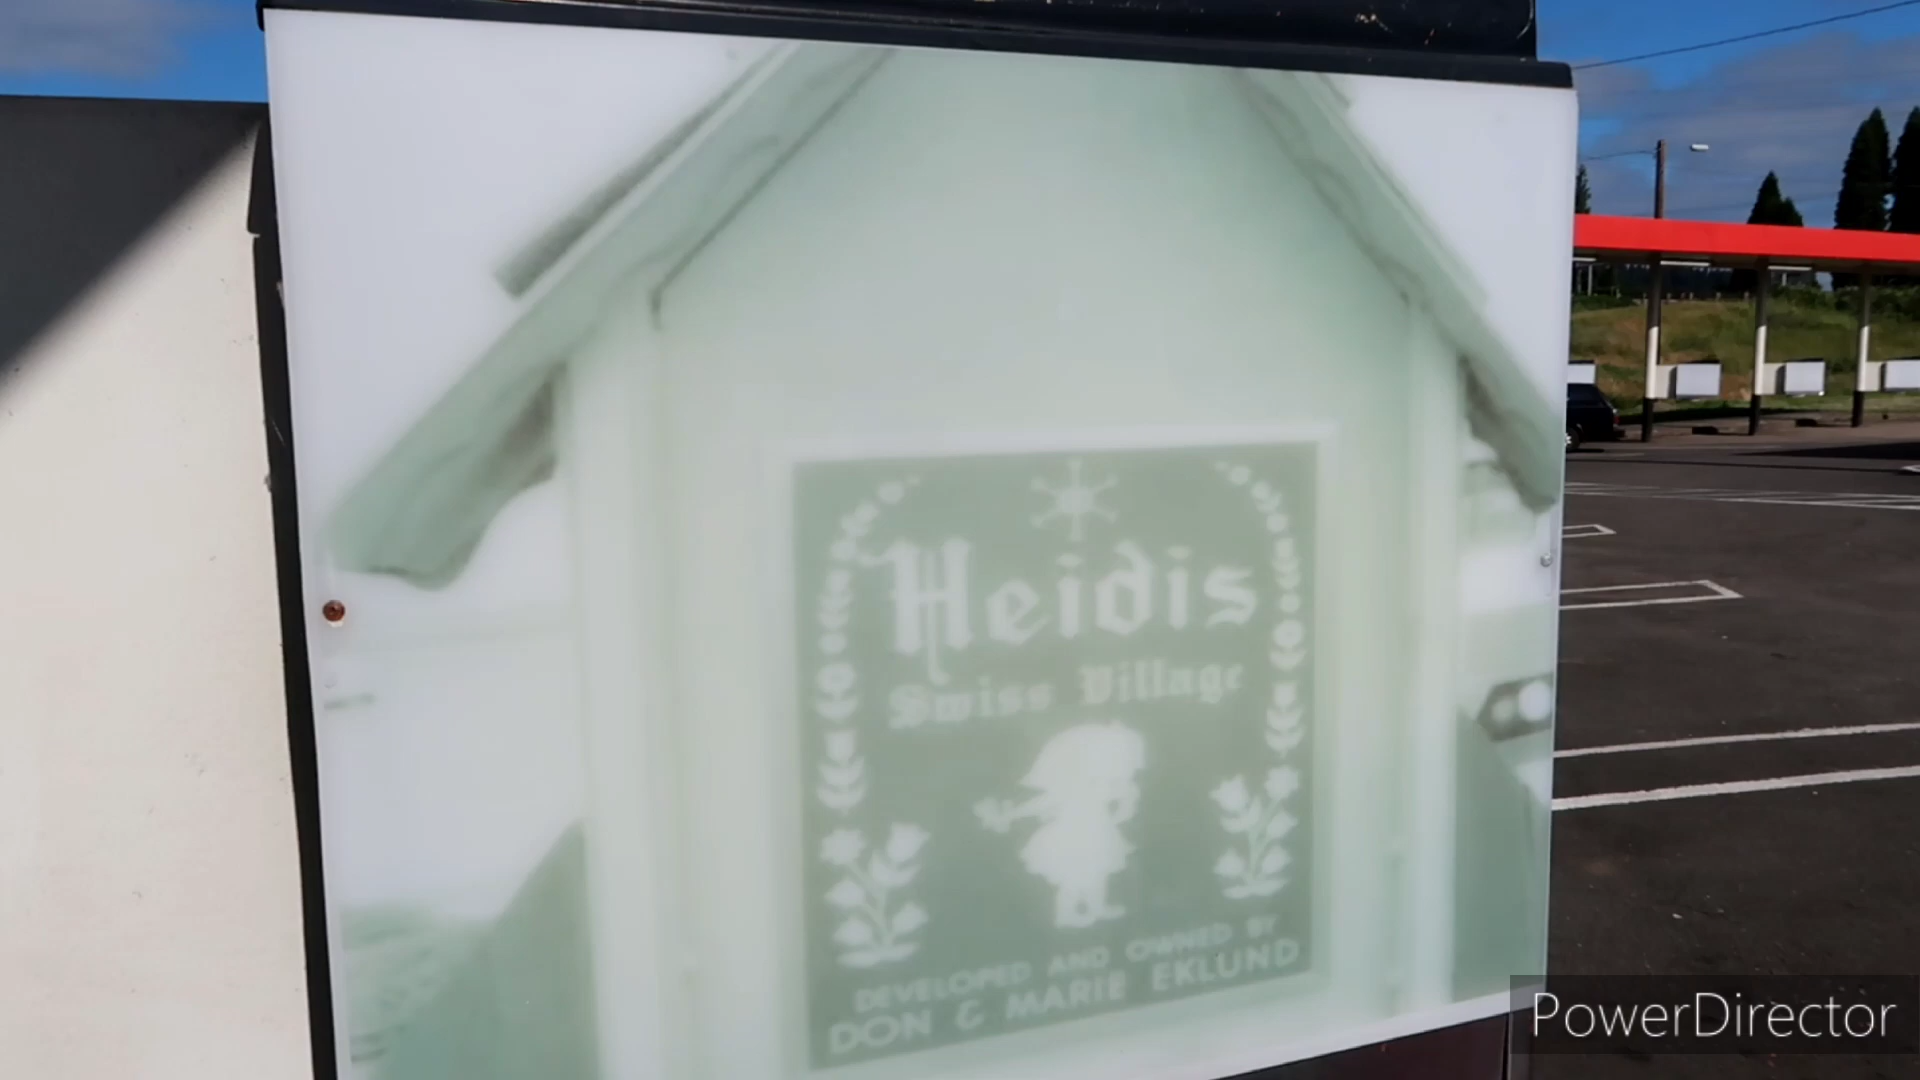 Heidis
Swiss Village
DEVELOPED AND OWNED BY
DON & MARIE EKLUND
PowerDirector